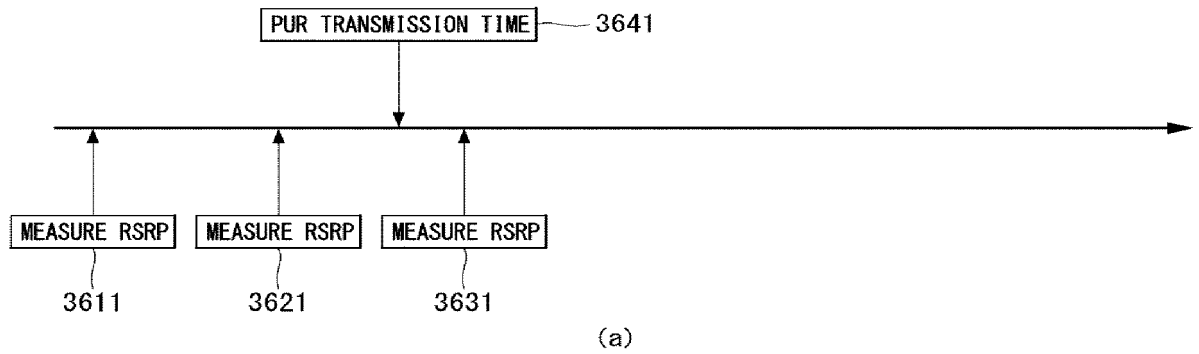 PUR TRANSMISSION TIME 3641
MEASURE RSRP MEASURE RSRP MEASURE RSRP
3611 3621 3631
(a)